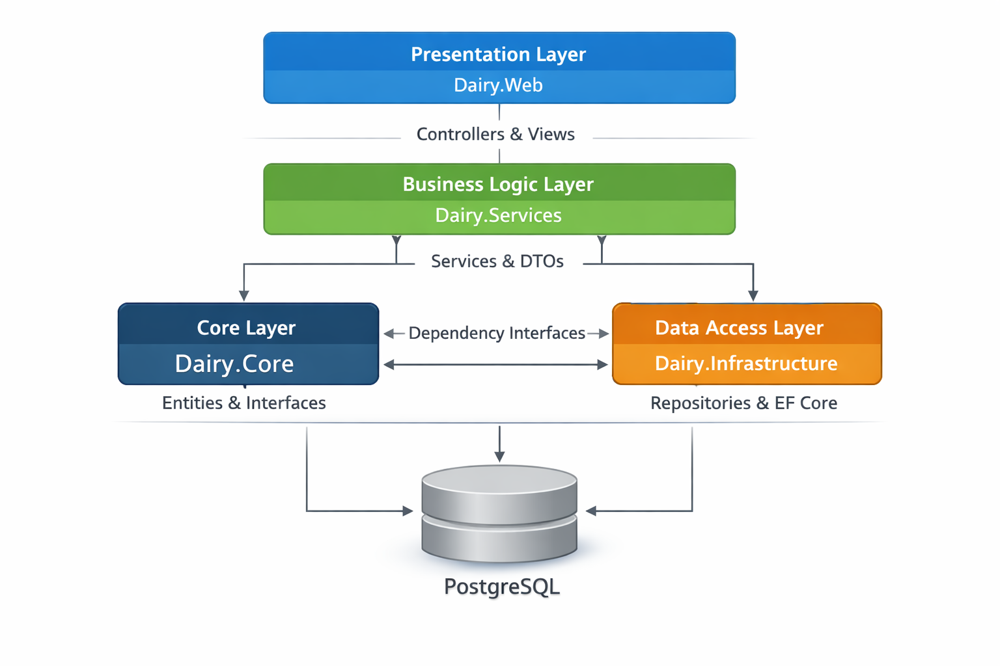 Presentation Layer
Dairy.Web
Controllers & Views
Business Logic Layer
Dairy.Services
Services & DTOs
Core Layer
Dairy.Core
Entities & Interfaces
Dependency Interfaces
Data Access Layer
Dairy.Infrastructure
Repositories & EF Core
PostgreSQL